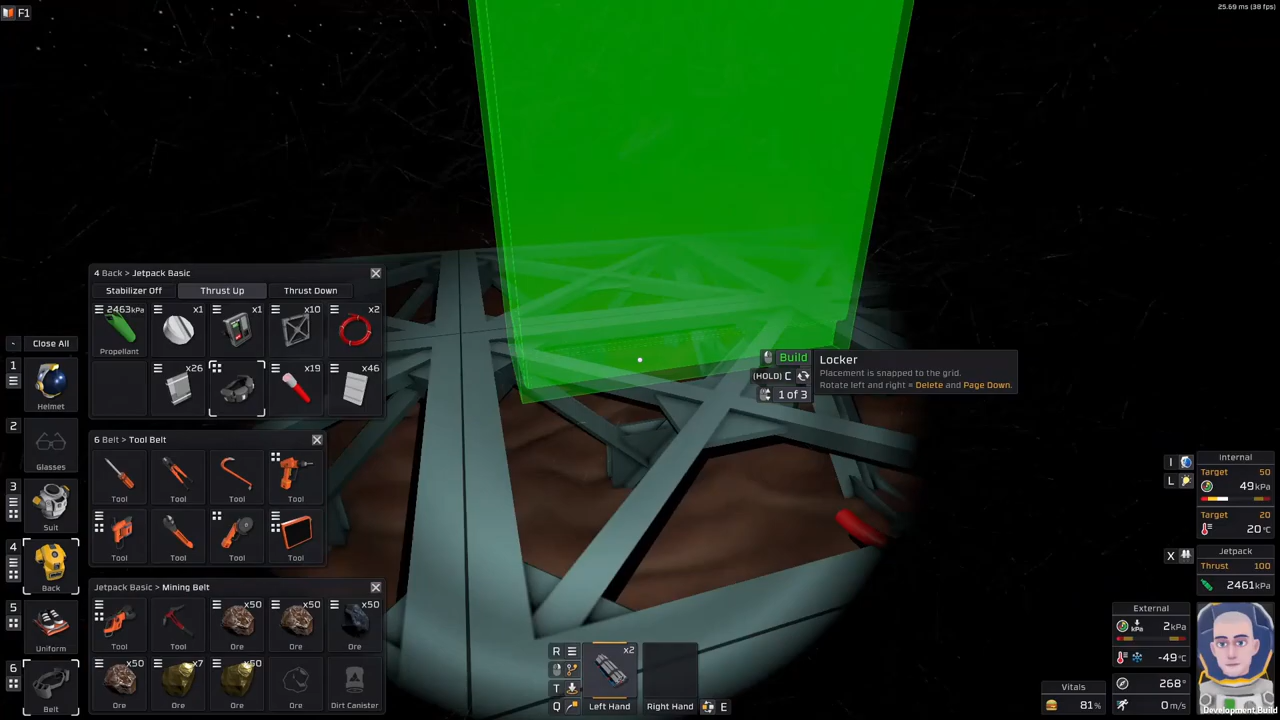 F1
25.69 ms (38 fps)
4 Back > Jetpack Basic
Stabilizer Off Thrust Up Thrust Down
2463kPa x1 x1 x10 x2
Propellant
x26 x19 x46
Close All
1
Helmet
2
Glasses
3
Suit
4
Back
5
Uniform
6
Belt
6 Belt > Tool Belt
Tool Tool Tool Tool
Tool Tool Tool Tool
Jetpack Basic > Mining Belt
x50 x50 x50
Tool Tool Ore Ore Ore
x50 x7 x60
Ore Ore Ore Dirt Canister
Build
(HOLD) C
1 of 3
Locker
Placement is snapped to the grid.
Rotate left and right = Delete and Page Down.
R
T
Q
x2
Left Hand Right Hand E
I
L
Internal
Target 50
49kPa
Target 20
20°C
X
Jetpack
Thrust 100
2461kPa
External
kPa 2kPa
-49°C
268°
0m/s
Vitals
81%
Development Build